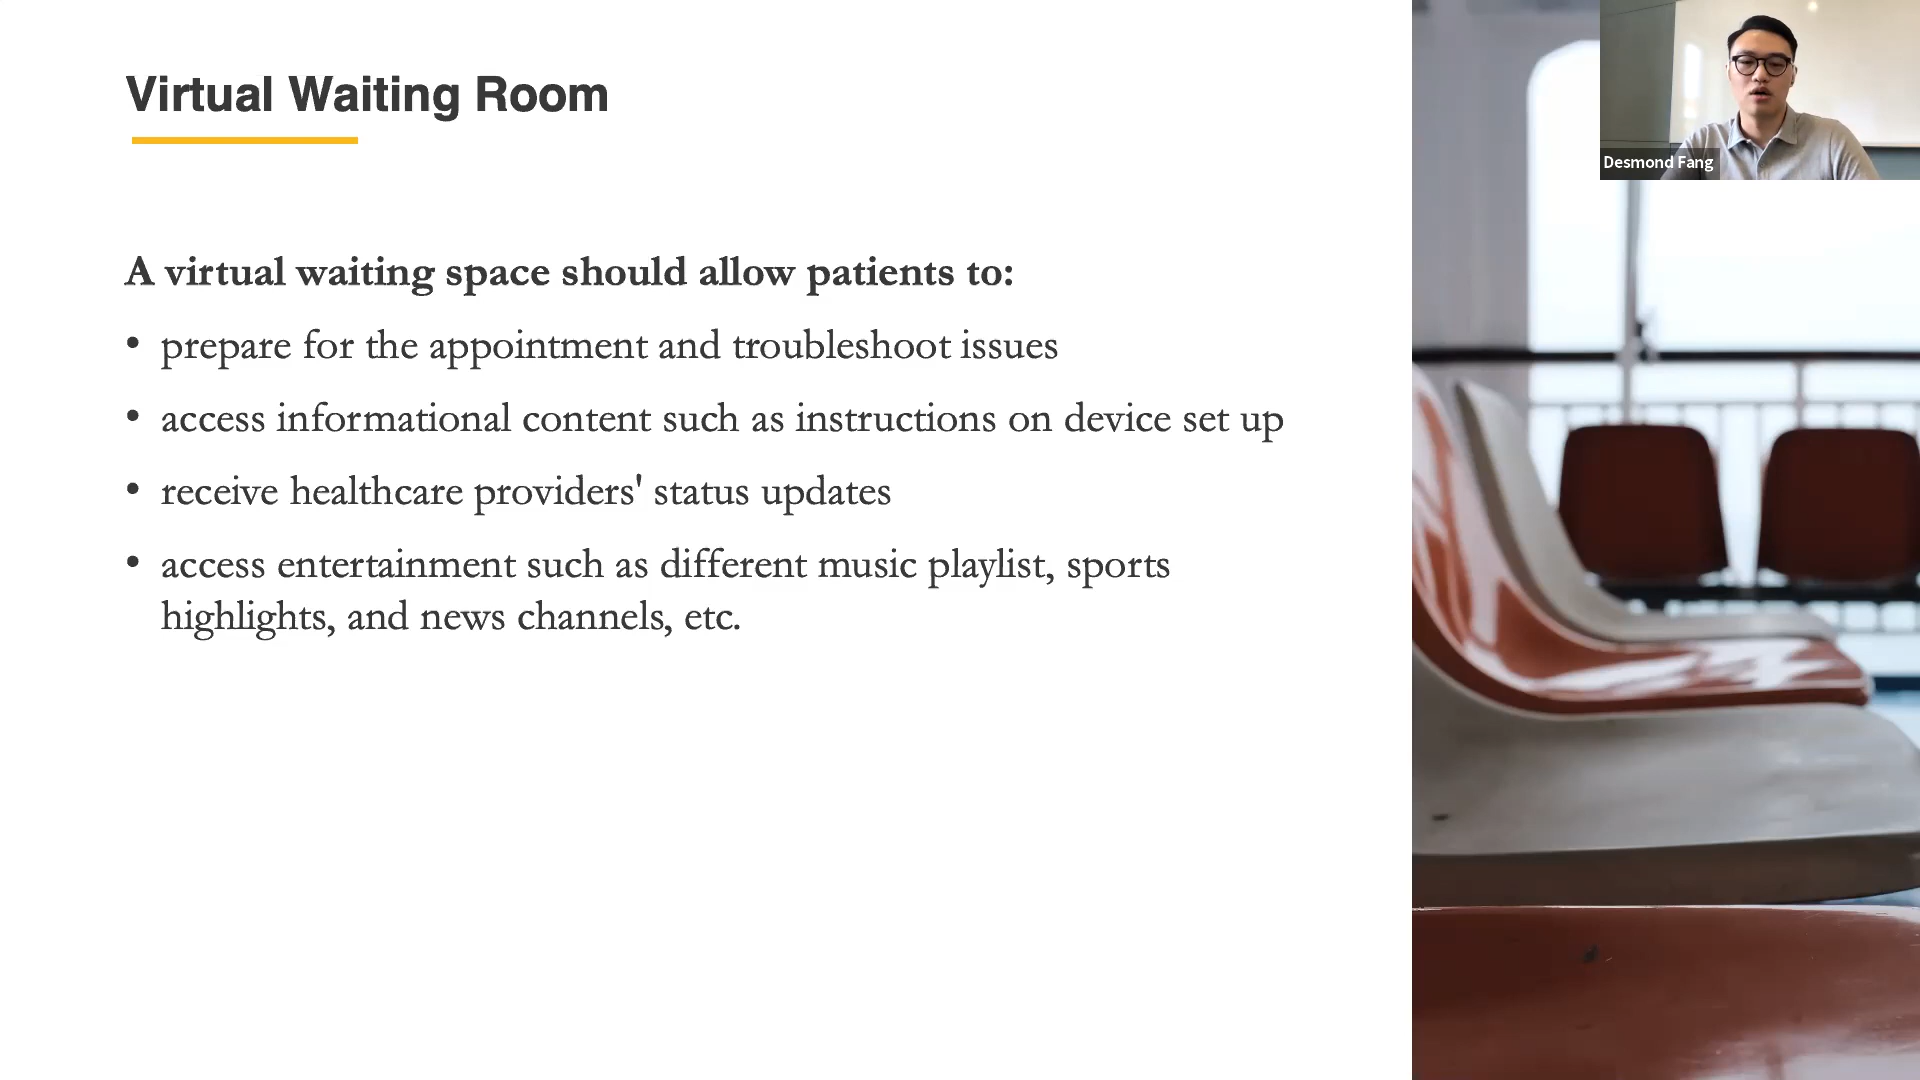 Virtual Waiting Room
Desmond Fang
A virtual waiting space should allow patients to:
• prepare for the appointment and troubleshoot issues
• access informational content such as instructions on device set up
• receive healthcare providers' status updates
• access entertainment such as different music playlist, sports
highlights, and news channels, etc.